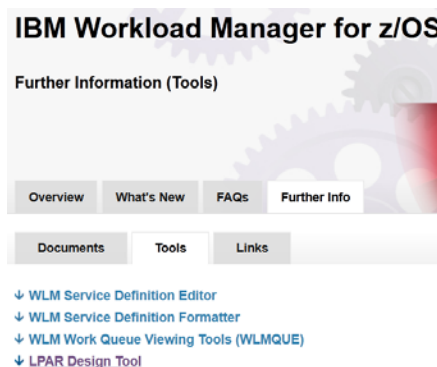 IBM Workload Manager for z/OS
Further Information (Tools)
Overview What's New FAQs Further Info
Documents Tools Links
↓ WLM Service Definition Editor
↓ WLM Service Definition Formatter
↓ WLM Work Queue Viewing Tools (WLMQUE)
↓ LPAR Design Tool